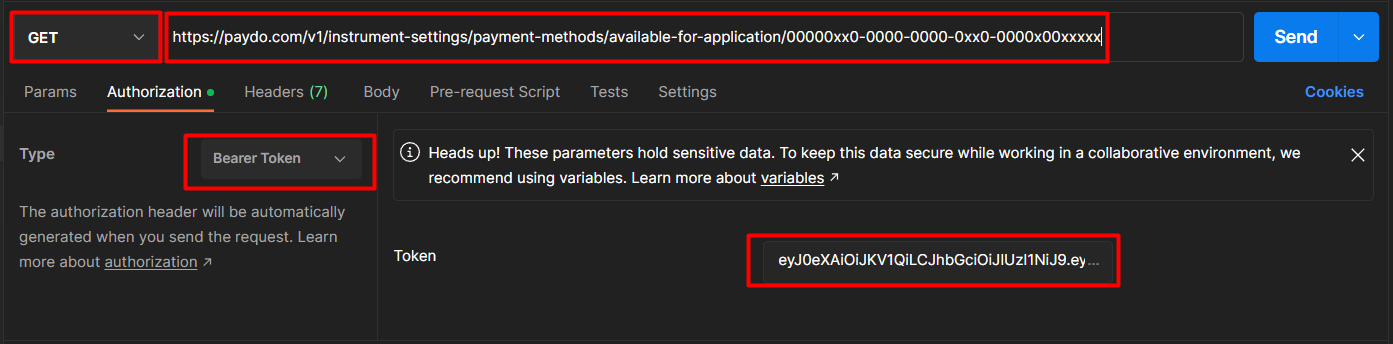 GET
https://paydo.com/v1/instrument-settings/payment-methods/available-for-application/00000xx0-0000-0000-0xx0-0000x00xxxxx
Send
Params Authorization Headers (7) Body Pre-request Script Tests Settings Cookies
Type
Bearer Token
The authorization header will be automatically
generated when you send the request. Learn
more about authorization ↗
Heads up! These parameters hold sensitive data. To keep this data secure while working in a collaborative environment, we
recommend using variables. Learn more about variables ↗
Token
eyJ0eXAiOiJKV1QiLCJhbGciOiJIUzI1NiJ9.ey...